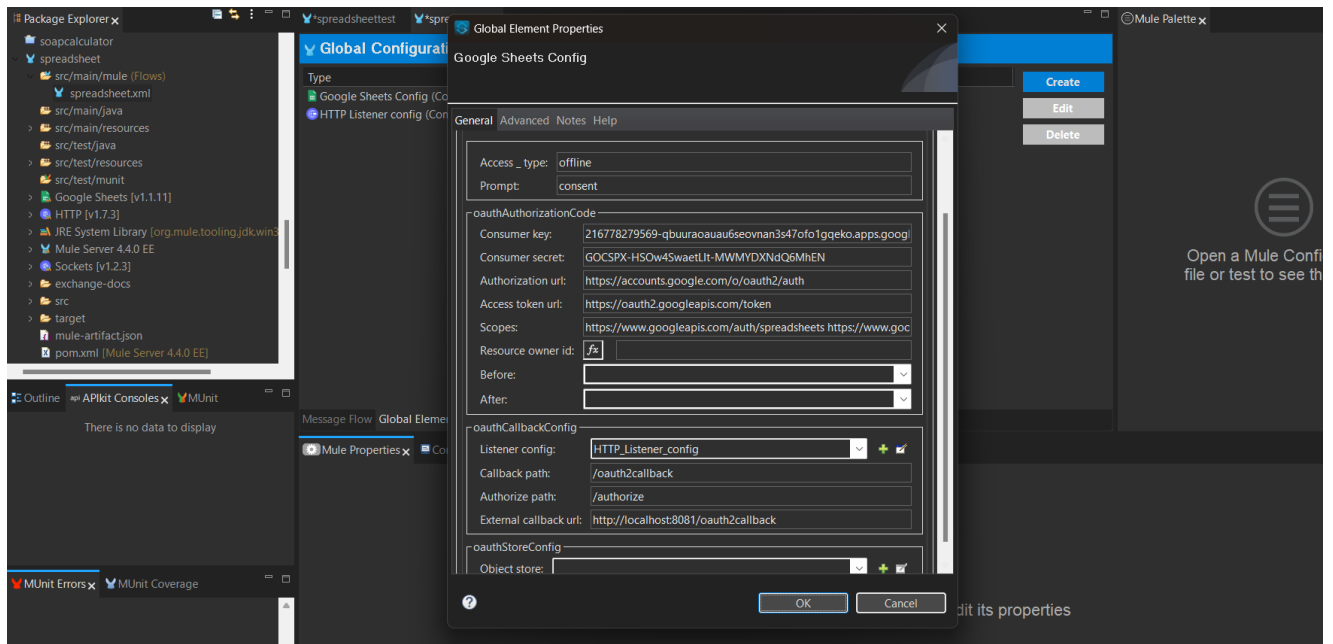 Package Explorer
soapcalculator
spreadsheet
src/main/mule (Flows)
spreadsheet.xml
src/main/java
src/main/resources
src/test/java
src/test/resources
src/test/munit
Google Sheets [v1.1.11]
HTTP [v1.7.3]
JRE System Library [org.mule.tooling.jdk.win3
Mule Server 4.4.0 EE
Sockets [v1.2.3]
exchange-docs
src
target
mule-artifact.json
pom.xml [Mule Server 4.4.0 EE]
Outline
api APIkit Consoles
MUnit
There is no data to display
MUnit Errors
MUnit Coverage
*spreadsheettest
*spre
Global Configurati
Type
Google Sheets Config (Co
HTTP Listener config (Con
Create
Edit
Delete
Message Flow
Global Eleme
Mule Properties
Co
dit its properties
Mule Palette
Open a Mule Confi
file or test to see th
Global Element Properties
Google Sheets Config
General Advanced Notes Help
Access _ type: offline
Prompt: consent
oauthAuthorizationCode
Consumer key: 216778279569-qbuuraoauau6seovnan3s47ofo1gqeko.apps.googl
Consumer secret: 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
Authorization url: https://accounts.google.com/o/oauth2/auth
Access token url: https://oauth2.googleapis.com/token
Scopes: https://www.googleapis.com/auth/spreadsheets https://www.goc
Resource owner id: fx
Before:
After:
oauthCallbackConfig
Listener config: HTTP_Listener_config
Callback path: /oauth2callback
Authorize path: /authorize
External callback url: http://localhost:8081/oauth2callback
oauthStoreConfig
Object store:
OK
Cancel